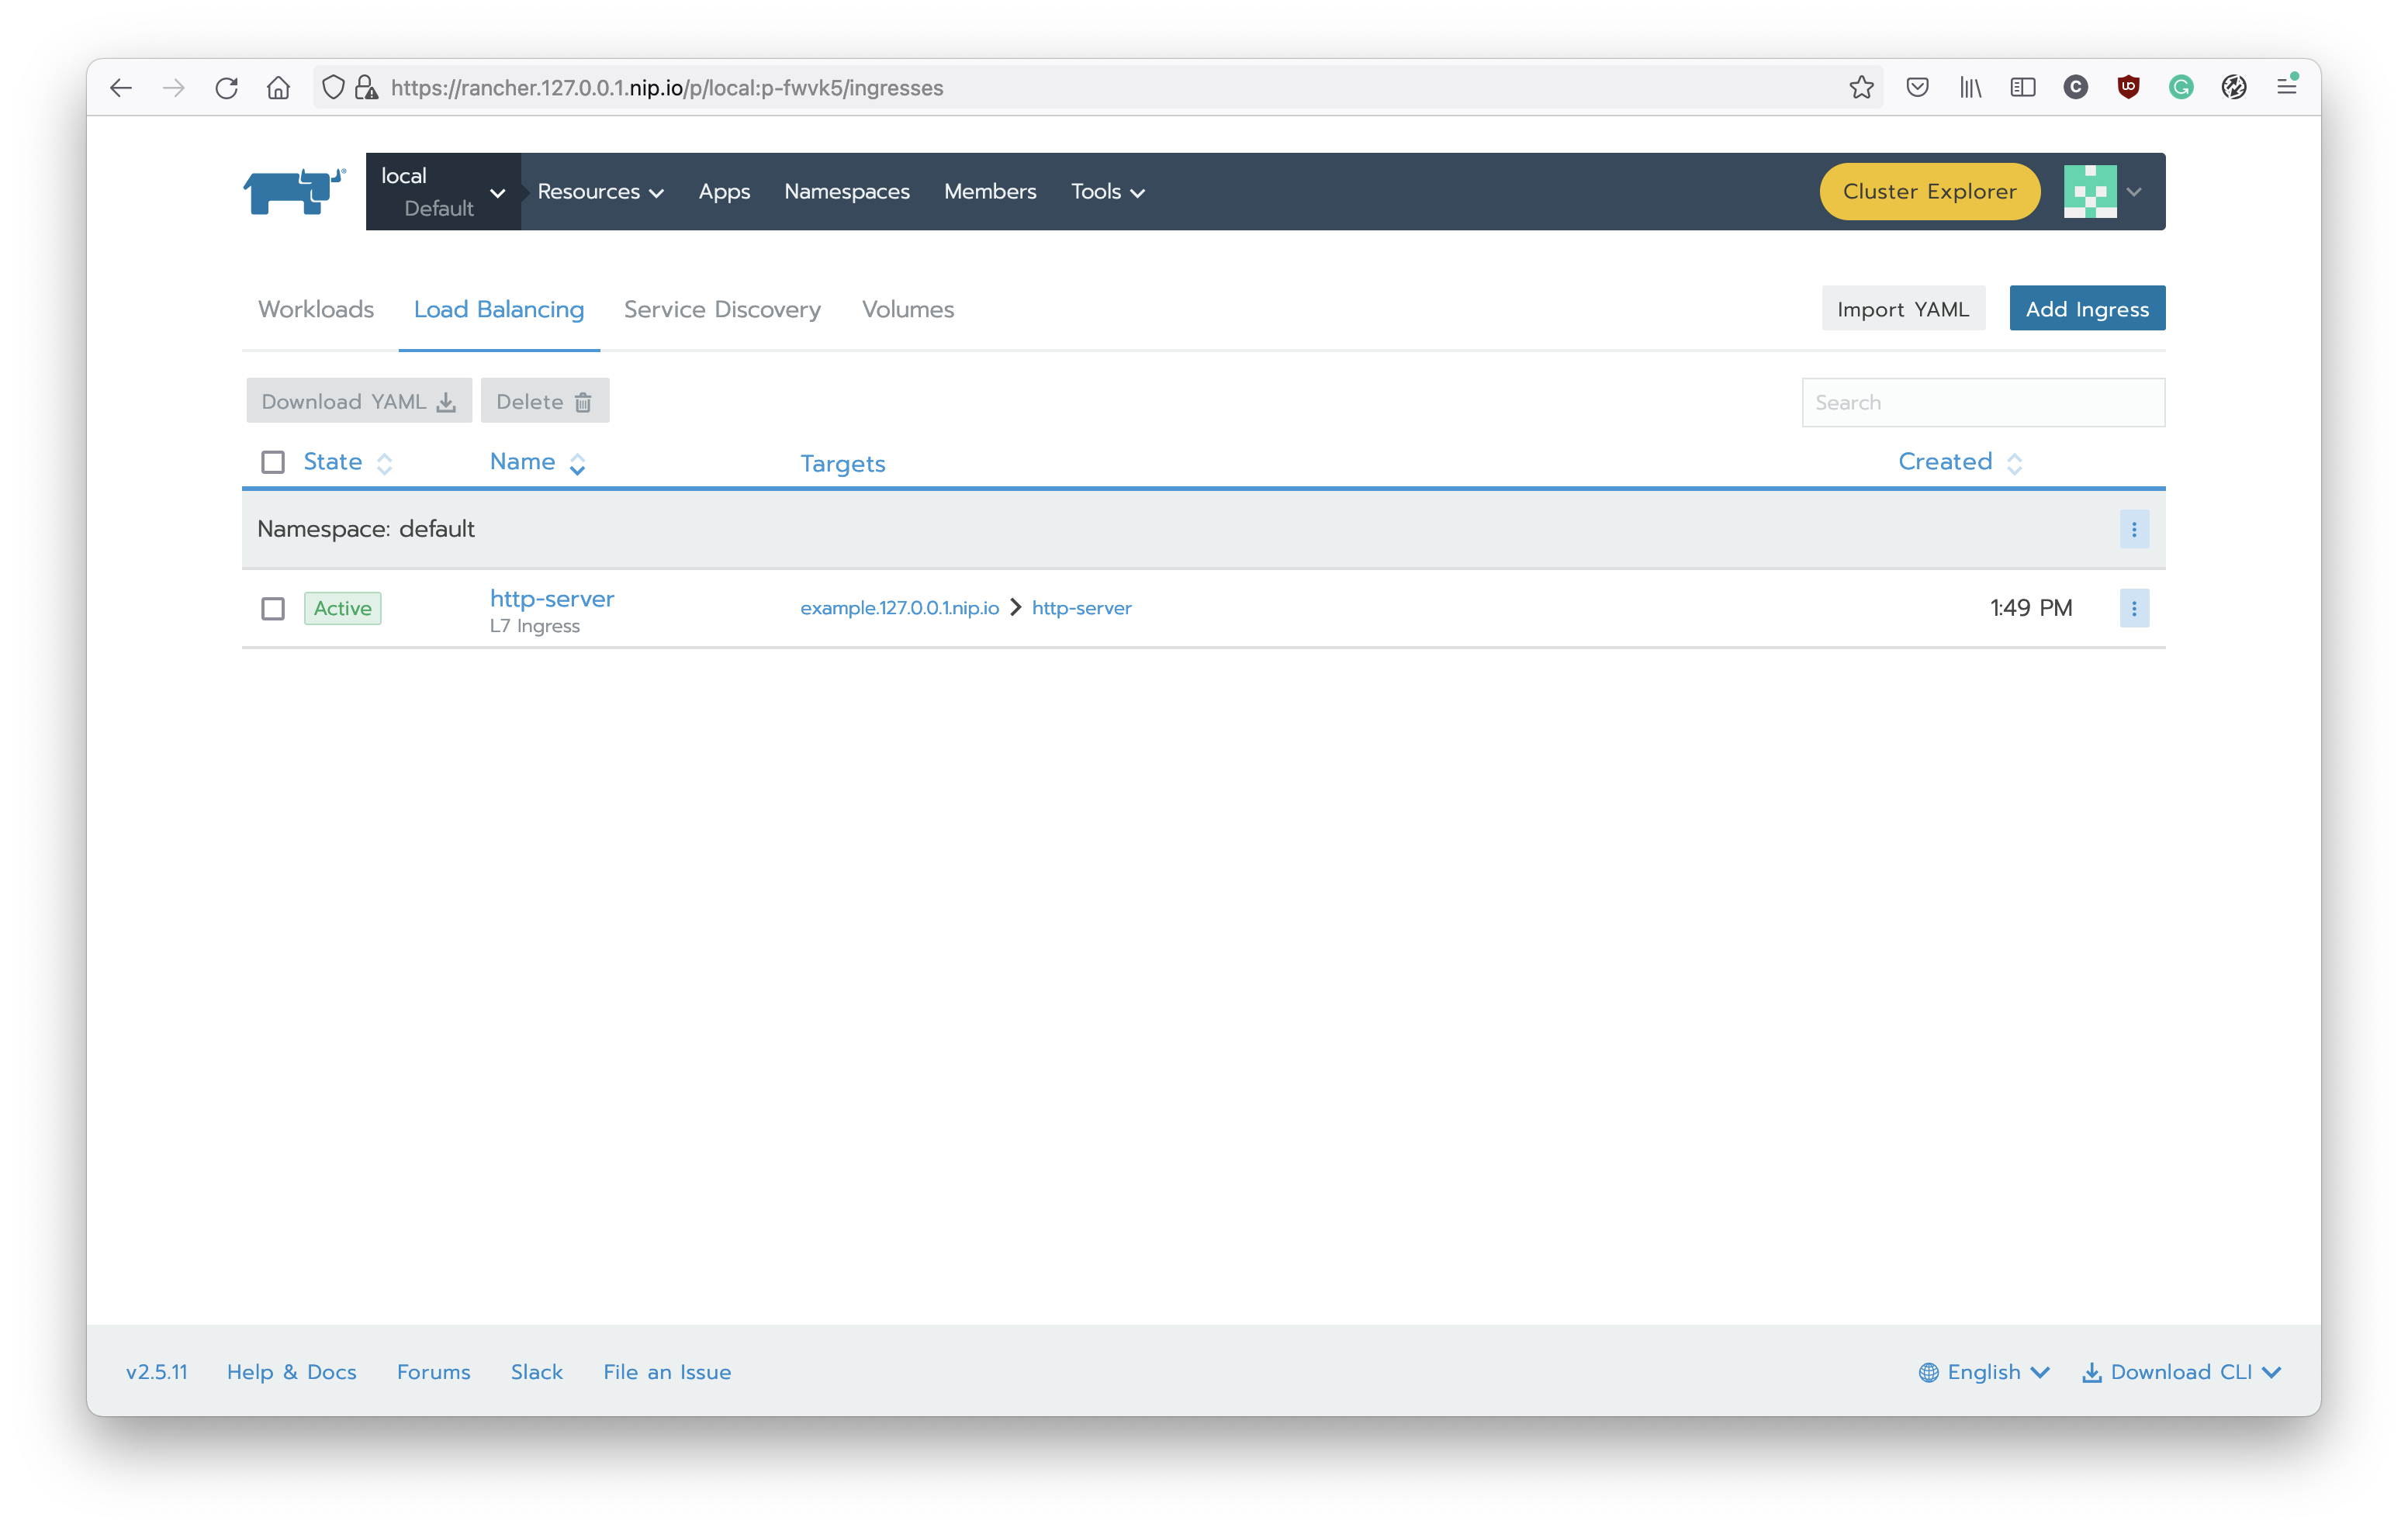 https://rancher.127.0.0.1.nip.io/p/local:p-fwvk5/ingresses
local
Default
Resources
Apps
Namespaces
Members
Tools
Cluster Explorer
Workloads
Load Balancing
Service Discovery
Volumes
Import YAML
Add Ingress
Download YAML
Delete
Search
State
Name
Targets
Created
Namespace: default
Active
http-server
L7 Ingress
example.127.0.0.1.nip.io
http-server
1:49 PM
v2.5.11
Help & Docs
Forums
Slack
File an Issue
English
Download CLI